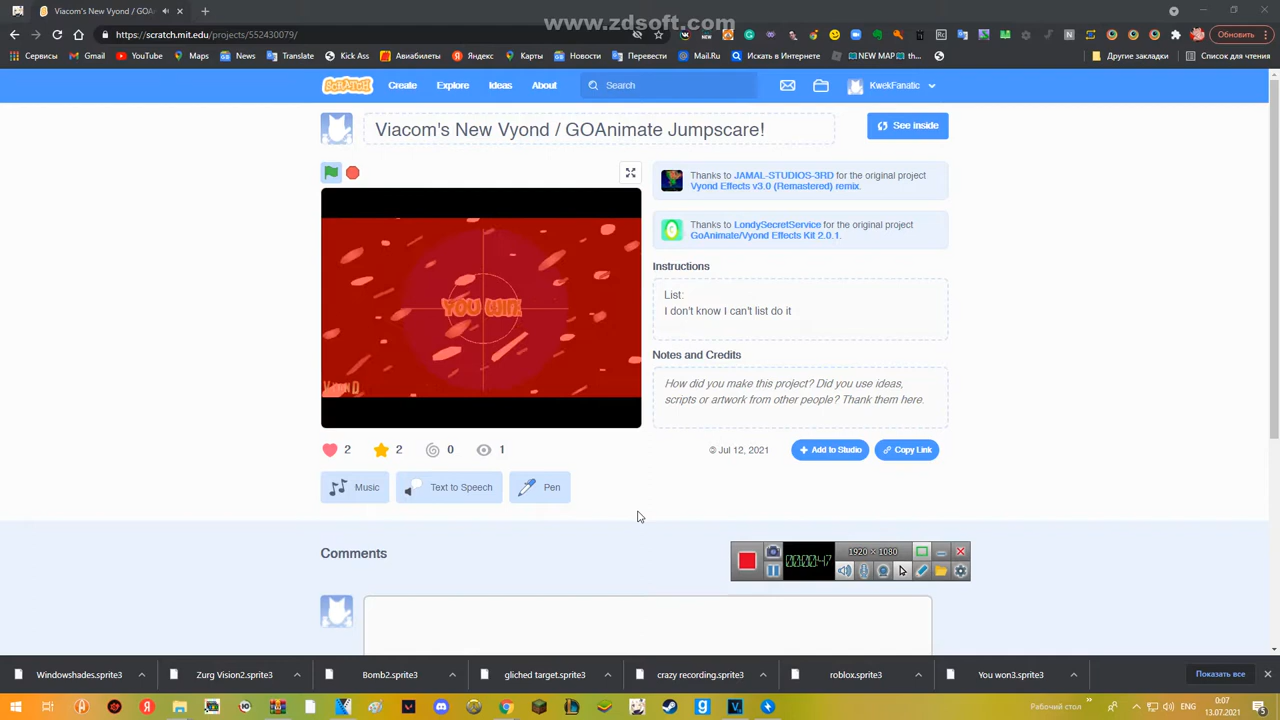 www.zdsoft.com
Viacom's New Vyond / GOA
https://scratch.mit.edu/projects/552430079/
Обновить
Сервисы
Gmail
YouTube
Maps
News
Translate
Kick Ass
Авиабилеты
Яндекс
Карты
Новости
Перевести
Mail.Ru
Искать в Интернете
NEW MAP
th...
Другие закладки
Список для чтения
SCRATCH
Create
Explore
Ideas
About
Search
KwekFanatic
Viacom's New Vyond / GOAnimate Jumpscare!
See inside
Thanks to JAMAL-STUDIOS-3RD for the original project
Vyond Effects v3.0 (Remastered) remix.
Thanks to LondySecretService for the original project
GoAnimate/Vyond Effects Kit 2.0.1.
Instructions
List:
I don't know I can't list do it
YOU WIN
VYOND
Notes and Credits
How did you make this project? Did you use ideas,
scripts or artwork from other people? Thank them here.
2
2
0
1
© Jul 12, 2021
Add to Studio
Copy Link
Music
Text to Speech
Pen
Comments
1920 × 1080
00:00:47
Windowshades.sprite3
Zurg Vision2.sprite3
Bomb2.sprite3
gliched target.sprite3
crazy recording.sprite3
roblox.sprite3
You won3.sprite3
Показать все
Рабочий стол
ENG
0:07
13.07.2021
5